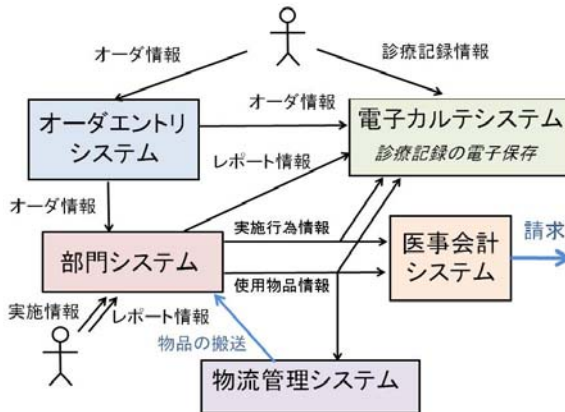 オーダ情報
診療記録情報
オーダエントリ
システム
オーダ情報
電子カルテシステム
診療記録の電子保存
レポート情報
オーダ情報
部門システム
実施行為情報
使用物品情報
医事会計
システム
請求
実施情報
レポート情報
物品の搬送
物流管理システム